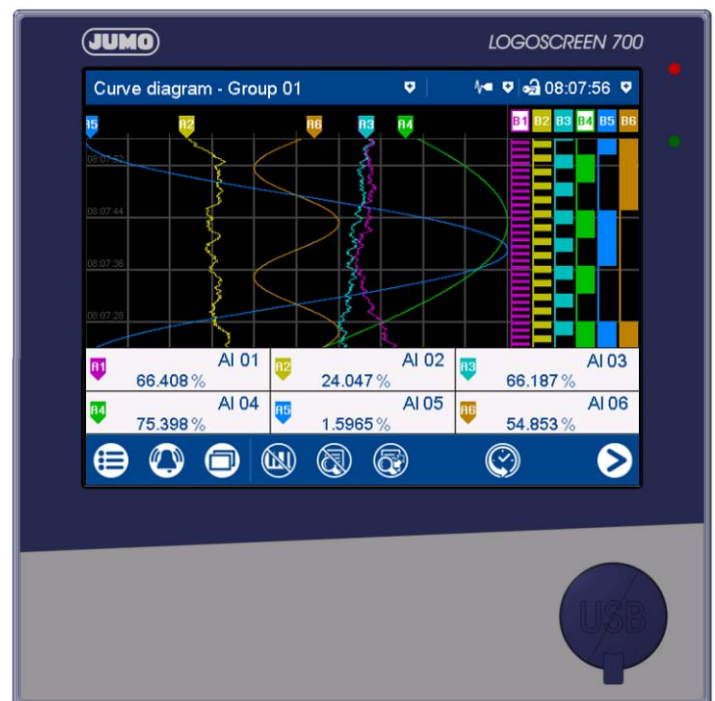 JUMO
LOGOSCREEN 700
Curve diagram - Group 01
08:07:56
A5 A2 A6 A3 A4 B1 B2 B3 B4 B5 B6
08:07:52
08:07:44
08:07:36
08:07:28
A1 AI 01 A2 AI 02 A3 AI 03
66.408 % 24.047 % 66.187 %
A4 AI 04 A5 AI 05 A6 AI 06
75.398 % 1.5965 % 54.853 %
USB